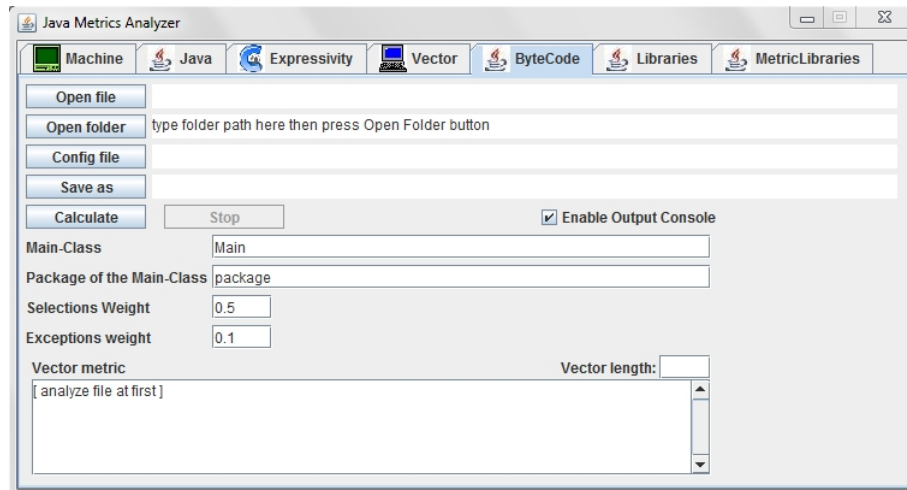 Java Metrics Analyzer
Machine Java Expressivity Vector ByteCode Libraries MetricLibraries
Open file
Open folder type folder path here then press Open Folder button
Config file
Save as
Calculate Stop Enable Output Console
Main-Class Main
Package of the Main-Class package
Selections Weight 0.5
Exceptions weight 0.1
Vector metric Vector length:
[ analyze file at first ]